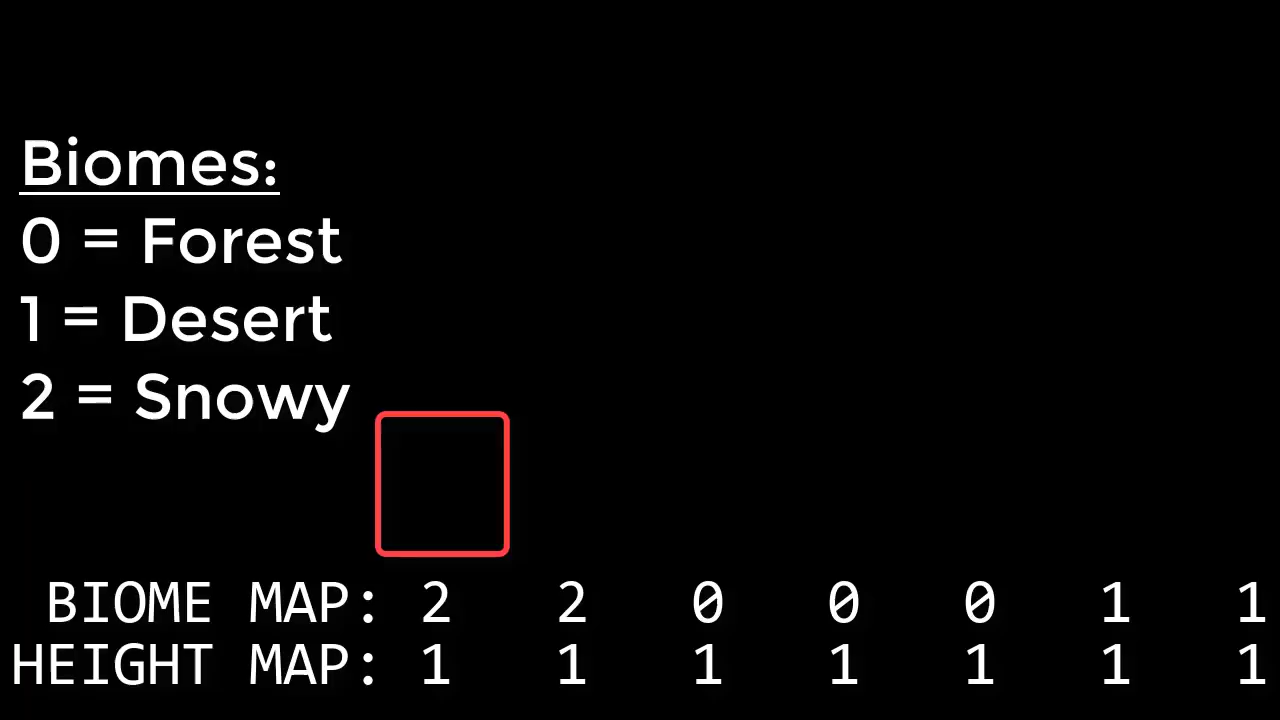 Biomes:
0 = Forest
1 = Desert
2 = Snowy
BIOME MAP: 2 2 0 0 0 1 1
HEIGHT MAP: 1 1 1 1 1 1 1